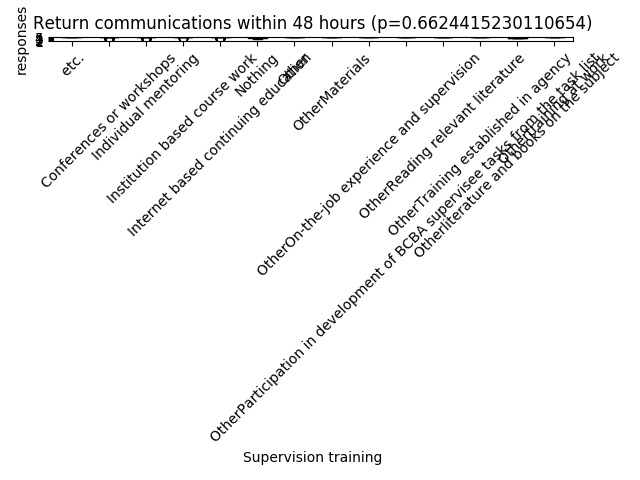 Return communications within 48 hours (p=0.6624415230110654)
responses
etc.
Conferences or workshops
Individual mentoring
Institution based course work
Nothing
Internet based continuing education
Other
OtherMaterials
OtherOn-the-job experience and supervision
OtherReading relevant literature
OtherTraining established in agency
OtherParticipation in development of BCBA supervisee tasks from the task list
Otherliterature and books on the subject
Supervision training